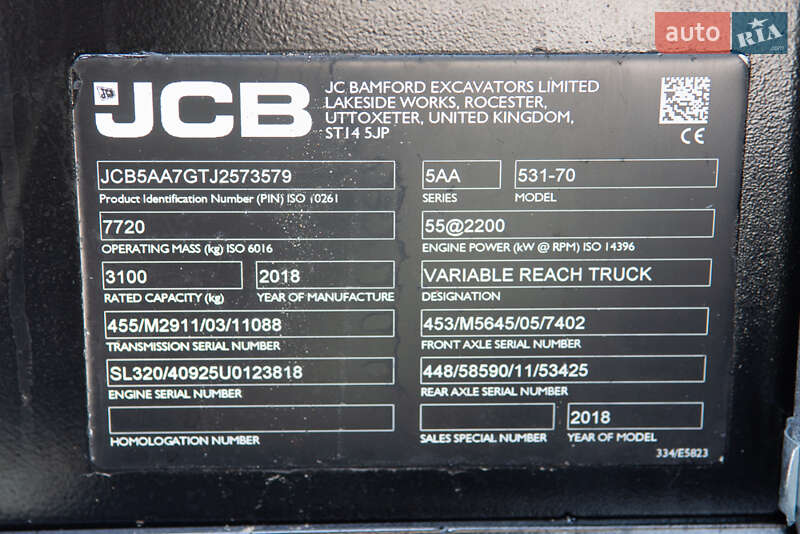 auto RIA.com
JCB
JC BAMFORD EXCAVATORS LIMITED
LAKESIDE WORKS, ROCESTER,
UTTOXETER, UNITED KINGDOM,
ST14 5JP
CE
JCB5AA7GTJ2573579 5AA 531-70
Product Identification Number (PIN) ISO 10261 SERIES MODEL
7720 55@2200
OPERATING MASS (kg) ISO 6016 ENGINE POWER (kW @ RPM) ISO 14396
3100 2018 VARIABLE REACH TRUCK
RATED CAPACITY (kg) YEAR OF MANUFACTURE DESIGNATION
455/M2911/03/11088 453/M5645/05/7402
TRANSMISSION SERIAL NUMBER FRONT AXLE SERIAL NUMBER
SL320/40925U0123818 448/58590/11/53425
ENGINE SERIAL NUMBER REAR AXLE SERIAL NUMBER
2018
HOMOLOGATION NUMBER SALES SPECIAL NUMBER YEAR OF MODEL
334/E5823